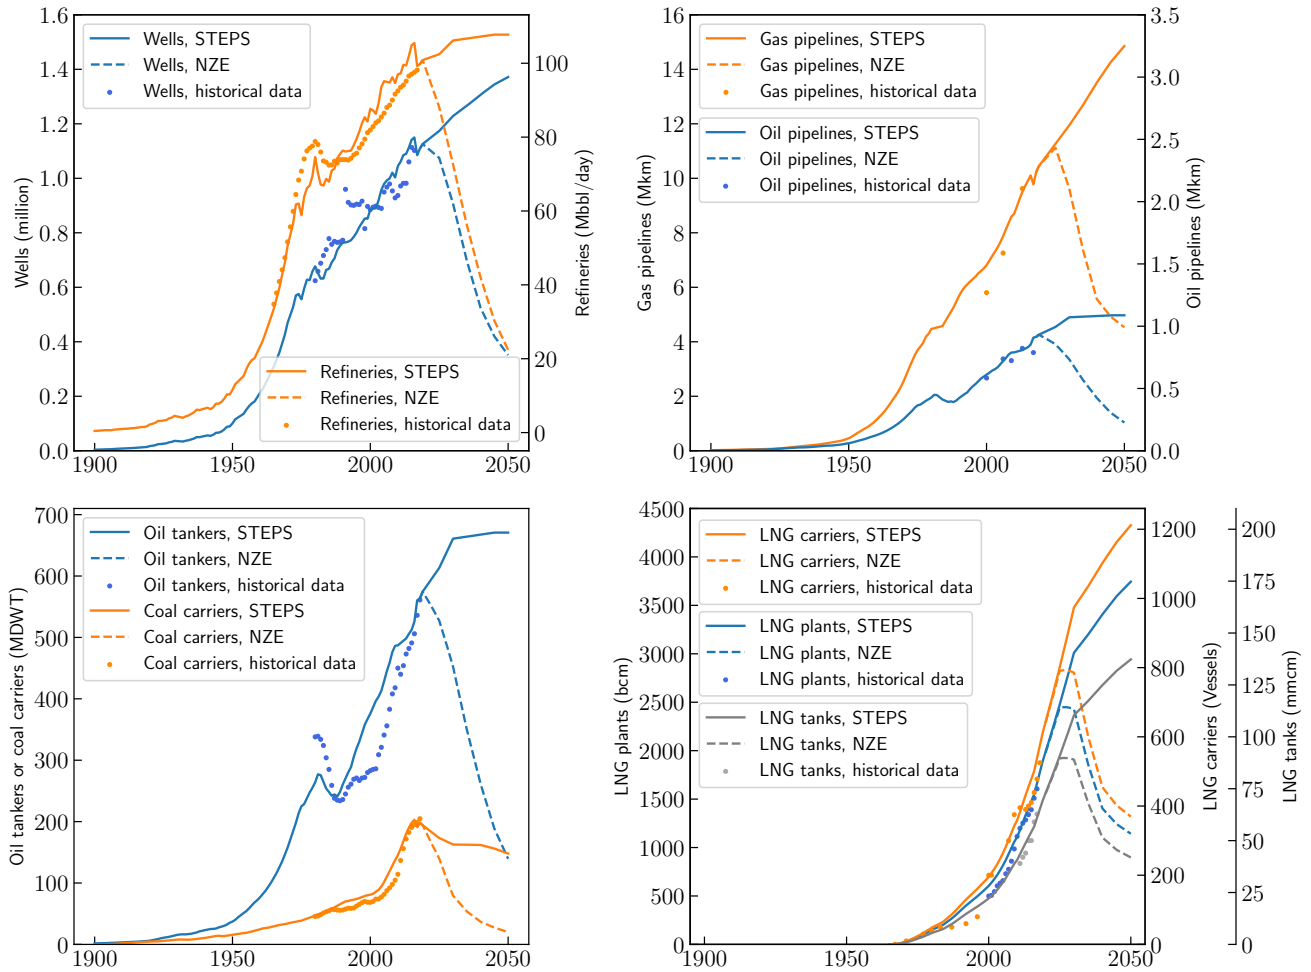 1.6
1.4
1.2
1.0
0.8
0.6
0.4
0.2
0.0
Wells (million)
Wells, STEPS
Wells, NZE
Wells, historical data
Refineries, STEPS
Refineries, NZE
Refineries, historical data
100
80
60
40
20
0
Refineries (Mbbl/day)
1900 1950 2000 2050
16
14
12
10
8
6
4
2
0
Gas pipelines (Mkm)
Gas pipelines, STEPS
Gas pipelines, NZE
Gas pipelines, historical data
Oil pipelines, STEPS
Oil pipelines, NZE
Oil pipelines, historical data
3.5
3.0
2.5
2.0
1.5
1.0
0.5
0.0
Oil pipelines (Mkm)
1900 1950 2000 2050
700
600
500
400
300
200
100
0
Oil tankers or coal carriers (MDWT)
Oil tankers, STEPS
Oil tankers, NZE
Oil tankers, historical data
Coal carriers, STEPS
Coal carriers, NZE
Coal carriers, historical data
1900 1950 2000 2050
4500
4000
3500
3000
2500
2000
1500
1000
500
0
LNG plants (bcm)
LNG carriers, STEPS
LNG carriers, NZE
LNG carriers, historical data
LNG plants, STEPS
LNG plants, NZE
LNG plants, historical data
LNG tanks, STEPS
LNG tanks, NZE
LNG tanks, historical data
1200
1000
800
600
400
200
0
LNG carriers (Vessels)
200
175
150
125
100
75
50
25
0
LNG tanks (mmcm)
1900 1950 2000 2050